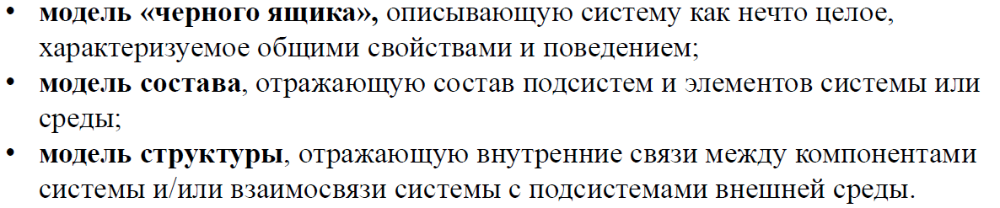 • модель «черного ящика», описывающую систему как нечто целое,
характеризуемое общими свойствами и поведением;
• модель состава, отражающую состав подсистем и элементов системы или
среды;
• модель структуры, отражающую внутренние связи между компонентами
системы и/или взаимосвязи системы с подсистемами внешней среды.